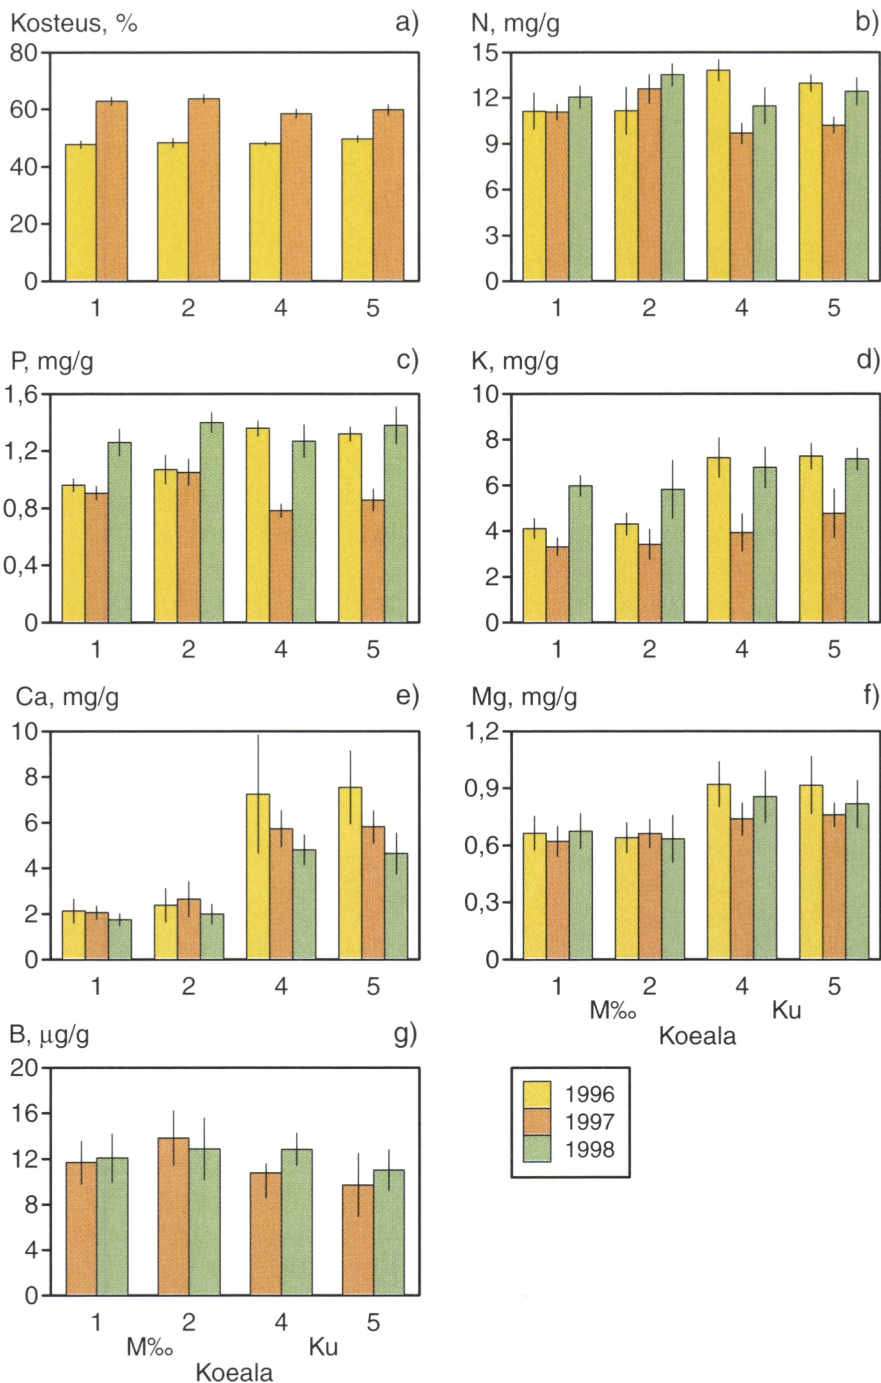 Kosteus, % a)
80
60
40
20
0
1 2 4 5
N, mg/g b)
15
12
9
6
3
0
1 2 4 5
P, mg/g c)
1,6
1,2
0,8
0,4
0
1 2 4 5
K, mg/g d)
10
8
6
4
2
0
1 2 4 5
Ca, mg/g e)
10
8
6
4
2
0
1 2 4 5
Mg, mg/g f)
1,2
0,9
0,6
0,3
0
1 2 4 5
M‰ Ku
Koeala
B, μg/g g)
20
16
12
8
4
0
1 2 4 5
M‰ Ku
Koeala
1996
1997
1998